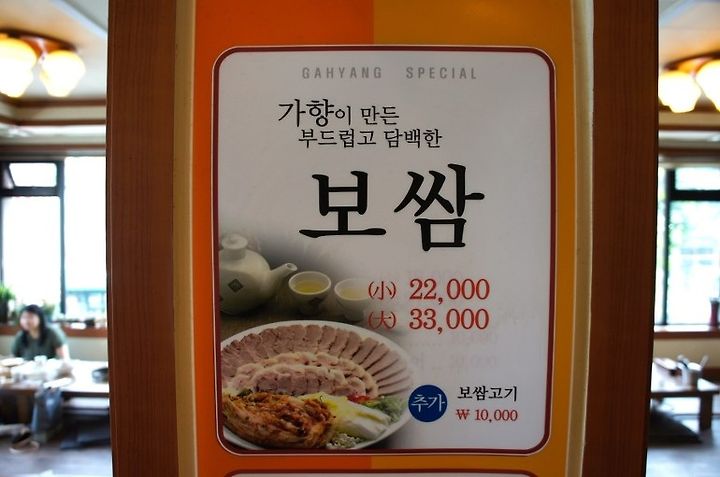 GAHYANG SPECIAL
가향이 만든
부드럽고 담백한
보쌈
(小) 22,000
(大) 33,000
추가 보쌈고기
₩ 10,000